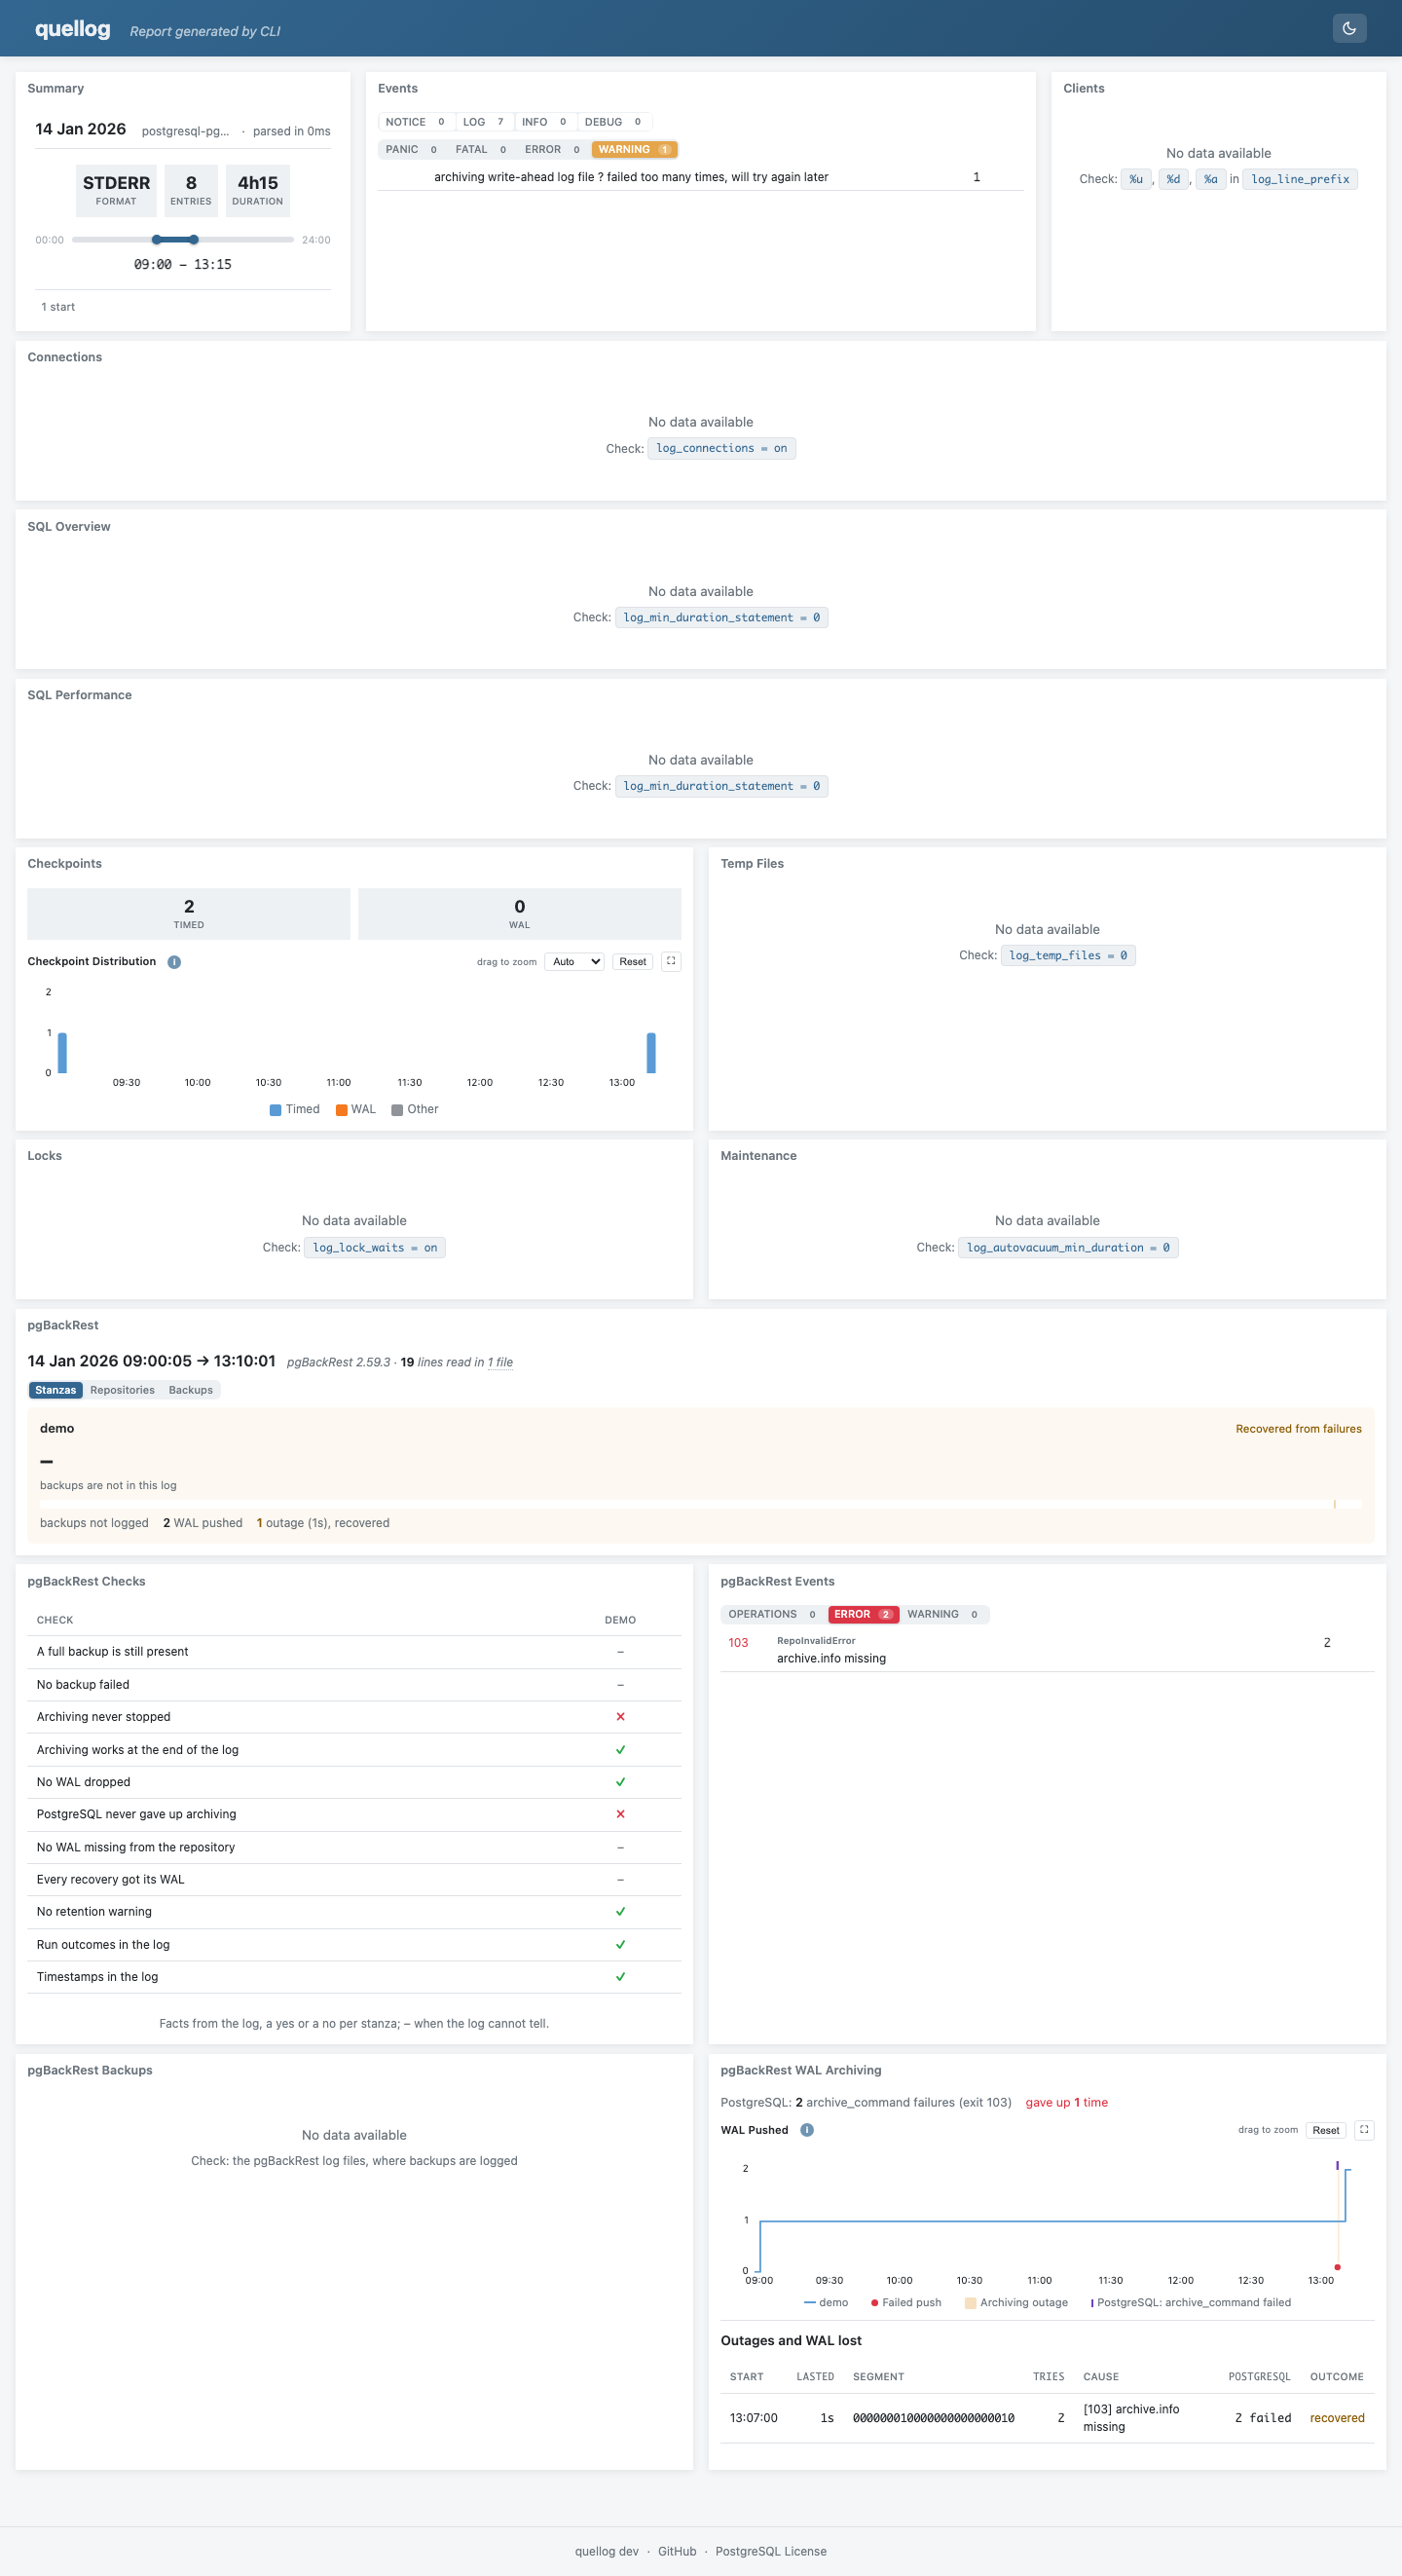 quellog Report generated by CLI
Summary
14 Jan 2026 postgresql-pg... · parsed in 0ms
STDERR 8 4h15
FORMAT ENTRIES DURATION
00:00 24:00
09:00 – 13:15
1 start
Events
NOTICE 0 LOG 7 INFO 0 DEBUG 0
PANIC 0 FATAL 0 ERROR 0 WARNING 1
archiving write-ahead log file ? failed too many times, will try again later 1
Clients
No data available
Check: %u, %d, %a in log_line_prefix
Connections
No data available
Check: log_connections = on
SQL Overview
No data available
Check: log_min_duration_statement = 0
SQL Performance
No data available
Check: log_min_duration_statement = 0
Checkpoints
2 0
TIMED WAL
Checkpoint Distribution i drag to zoom Auto Reset
2
1
0
09:30 10:00 10:30 11:00 11:30 12:00 12:30 13:00
Timed WAL Other
Temp Files
No data available
Check: log_temp_files = 0
Locks
No data available
Check: log_lock_waits = on
Maintenance
No data available
Check: log_autovacuum_min_duration = 0
pgBackRest
14 Jan 2026 09:00:05 → 13:10:01 pgBackRest 2.59.3 · 19 lines read in 1 file
Stanzas Repositories Backups
demo Recovered from failures
–
backups are not in this log
backups not logged 2 WAL pushed 1 outage (1s), recovered
pgBackRest Checks
CHECK DEMO
A full backup is still present –
No backup failed –
Archiving never stopped ✗
Archiving works at the end of the log ✓
No WAL dropped ✓
PostgreSQL never gave up archiving ✗
No WAL missing from the repository –
Every recovery got its WAL –
No retention warning ✓
Run outcomes in the log ✓
Timestamps in the log ✓
Facts from the log, a yes or a no per stanza; – when the log cannot tell.
pgBackRest Events
OPERATIONS 0 ERROR 2 WARNING 0
103 RepoInvalidError 2
archive.info missing
pgBackRest Backups
No data available
Check: the pgBackRest log files, where backups are logged
pgBackRest WAL Archiving
PostgreSQL: 2 archive_command failures (exit 103) gave up 1 time
WAL Pushed i drag to zoom Reset
2
1
0
09:00 09:30 10:00 10:30 11:00 11:30 12:00 12:30 13:00
demo Failed push Archiving outage PostgreSQL: archive_command failed
Outages and WAL lost
START LASTED SEGMENT TRIES CAUSE POSTGRESQL OUTCOME
13:07:00 1s 000000010000000000000010 2 [103] archive.info missing 2 failed recovered
quellog dev · GitHub · PostgreSQL License